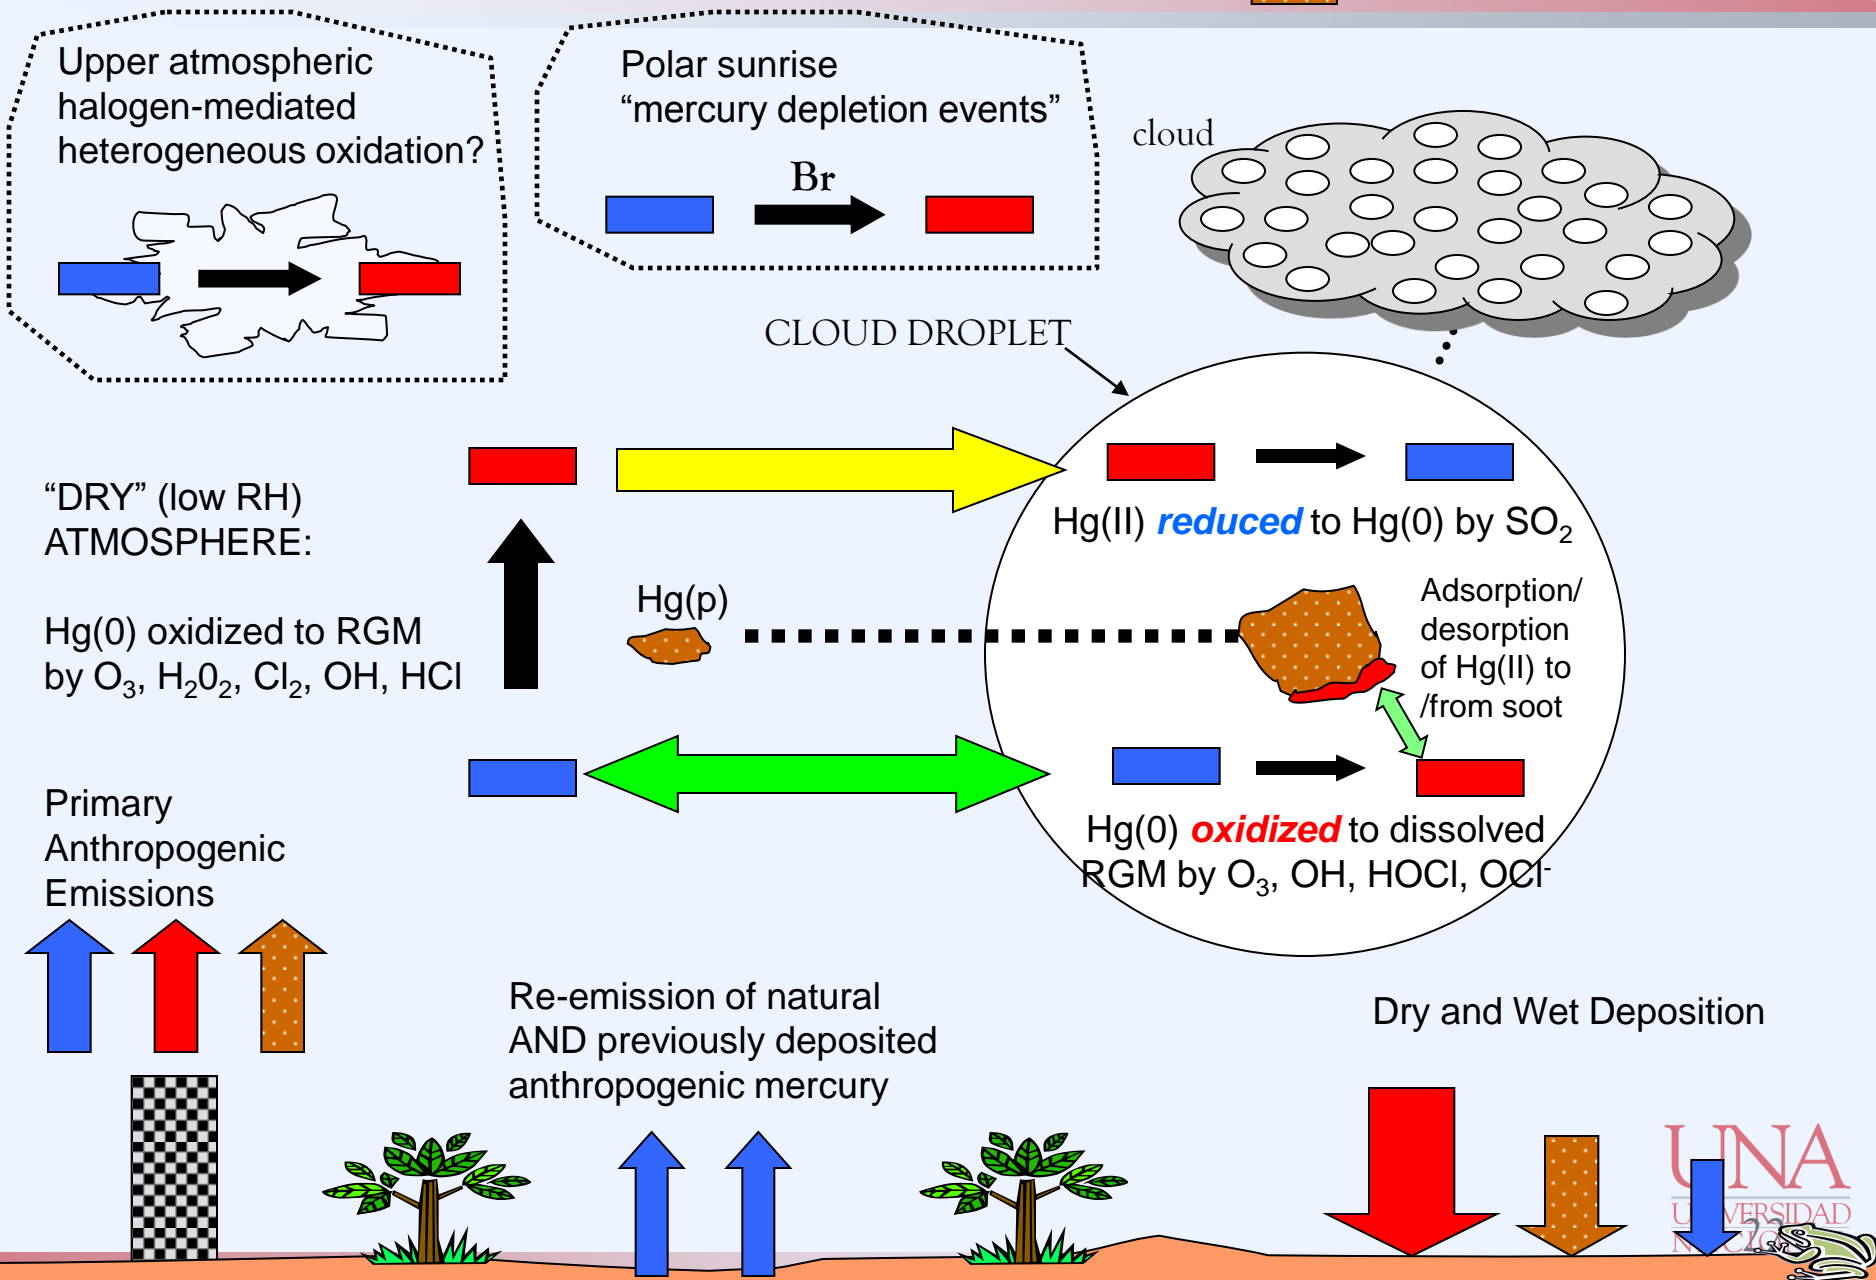 Upper atmospheric
halogen-mediated
heterogeneous oxidation?
Polar sunrise
“mercury depletion events”
Br
cloud
CLOUD DROPLET
“DRY” (low RH)
ATMOSPHERE:
Hg(0) oxidized to RGM
by O₃, H₂0₂, Cl₂, OH, HCl
Hg(p)
Hg(II) reduced to Hg(0) by SO₂
Adsorption/
desorption
of Hg(II) to
/from soot
Hg(0) oxidized to dissolved
RGM by O₃, OH, HOCl, OCl⁻
Primary
Anthropogenic
Emissions
Re-emission of natural
AND previously deposited
anthropogenic mercury
Dry and Wet Deposition
UNA